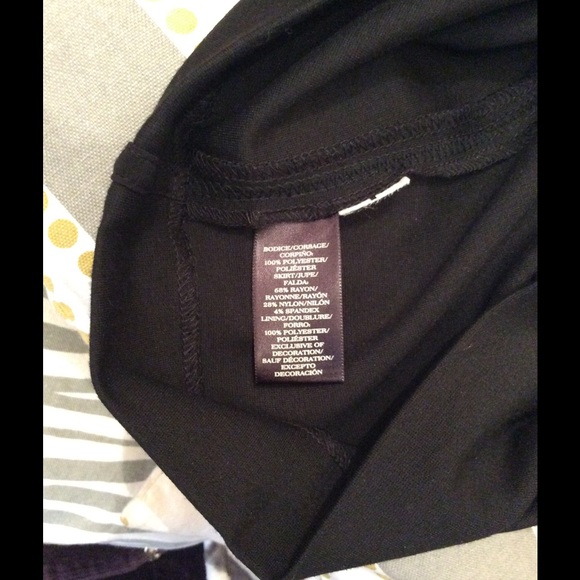 BODICE/CORSAGE/
CORPIÑO:
100% POLYESTER/
POLIÉSTER
SKIRT/JUPE/
FALDA:
68% RAYON/
RAYONNE/RAYÓN
28% NYLON/NILÓN
4% SPANDEX
LINING/DOUBLURE/
FORRO:
100% POLYESTER/
POLIÉSTER
EXCLUSIVE OF
DECORATION/
SAUF DÉCORATION/
EXCEPTO
DECORACIÓN